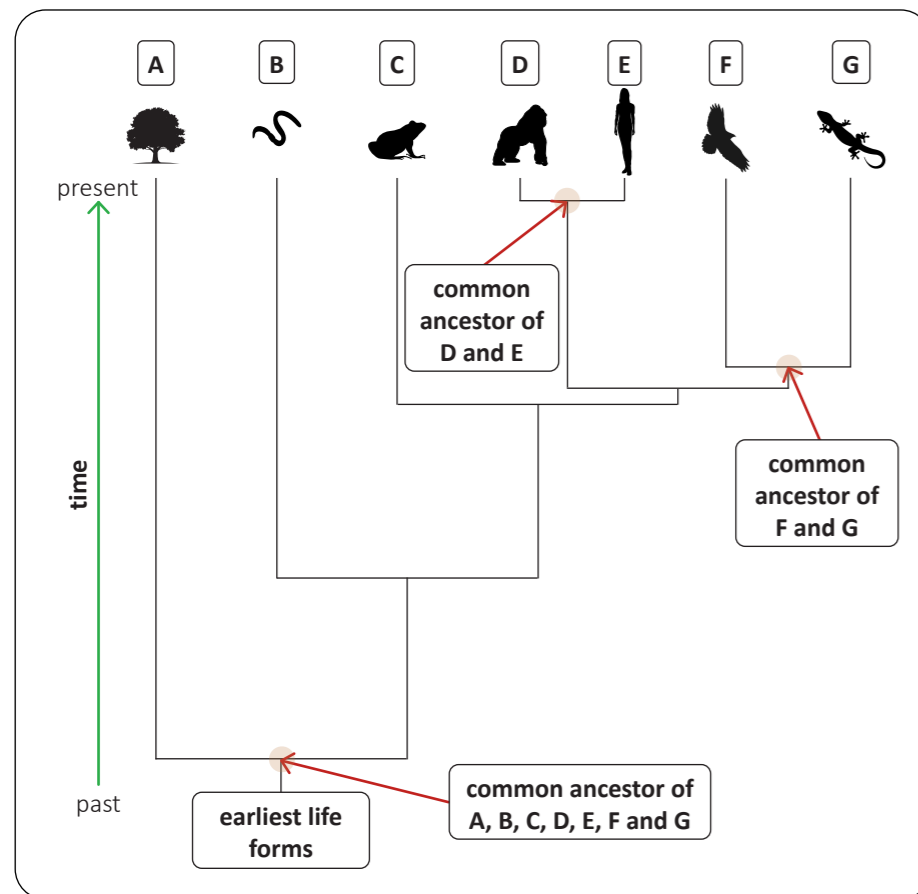 A B C D E F G
present
common
ancestor of
D and E
common
ancestor of
F and G
time
past
earliest life
forms
common ancestor of
A, B, C, D, E, F and G